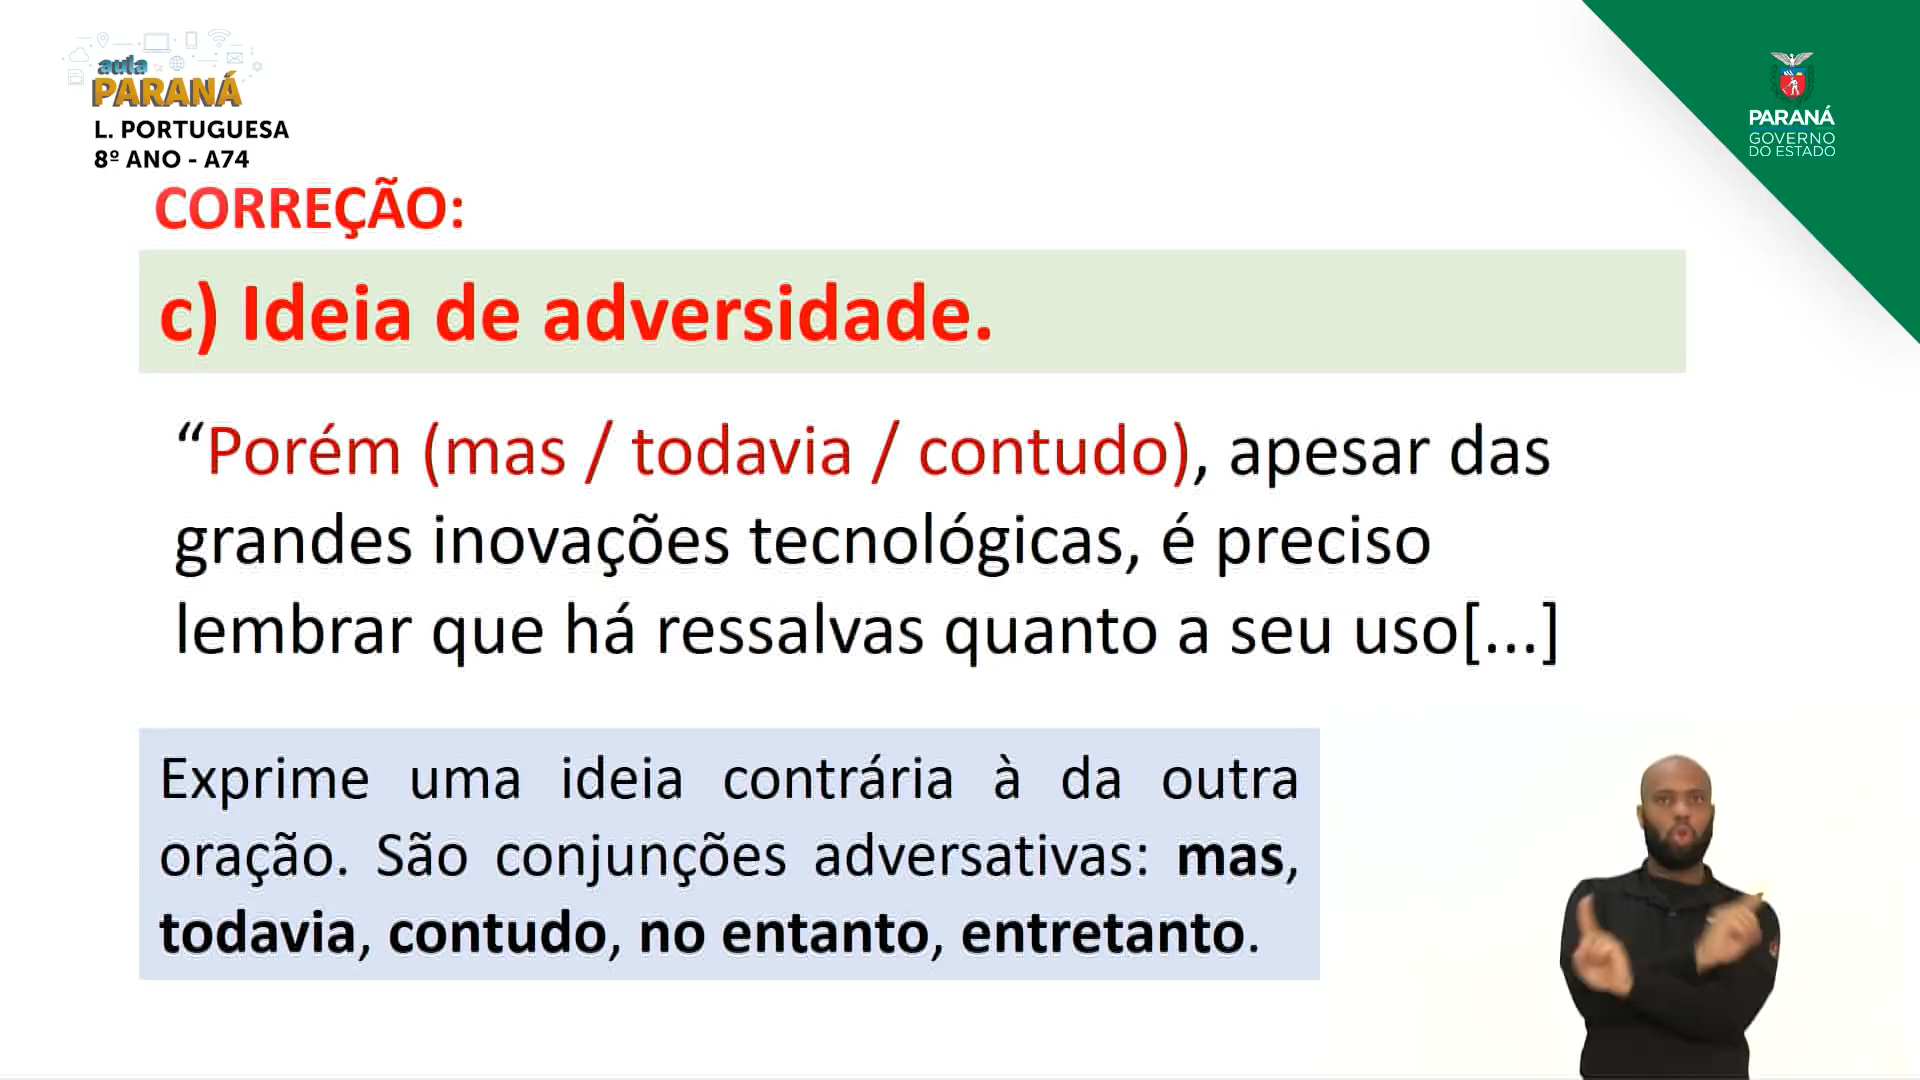 aula
PARANÁ
L. PORTUGUESA
8º ANO - A74
PARANÁ
GOVERNO
DO ESTADO
CORREÇÃO:
c) Ideia de adversidade.
“Porém (mas / todavia / contudo), apesar das
grandes inovações tecnológicas, é preciso
lembrar que há ressalvas quanto a seu uso[...]
Exprime uma ideia contrária à da outra
oração. São conjunções adversativas: mas,
todavia, contudo, no entanto, entretanto.